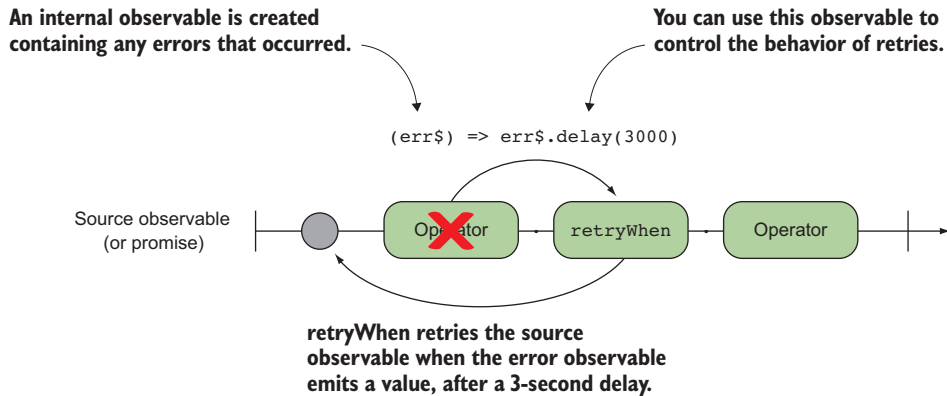 An internal observable is created
containing any errors that occurred.
You can use this observable to
control the behavior of retries.
(err$) => err$.delay(3000)
Source observable
(or promise)
Operator
retryWhen
Operator
retryWhen retries the source
observable when the error observable
emits a value, after a 3-second delay.